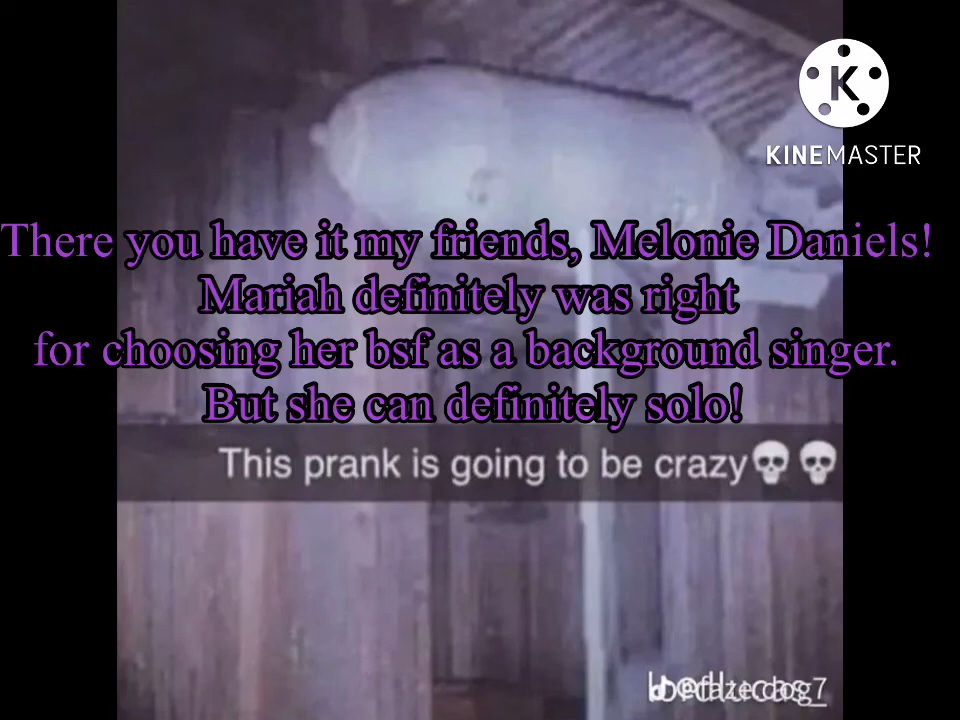 KINEMASTER
There you have it my friends, Melonie Daniels!
Mariah definitely was right
for choosing her bsf as a background singer.
But she can definitely solo!
This prank is going to be crazy💀💀